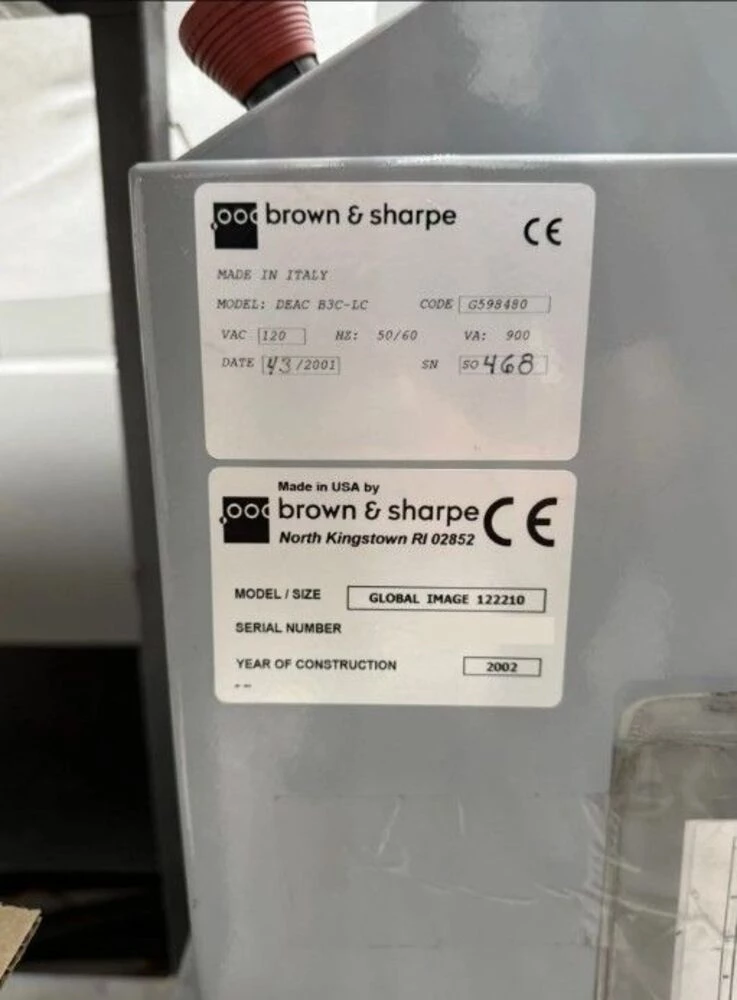 brown & sharpe CE
MADE IN ITALY
MODEL: DEAC B3C-LC CODE G598480
VAC 120 HZ: 50/60 VA: 900
DATE 43/2001 SN SO 468
Made in USA by
brown & sharpe CE
North Kingstown RI 02852
MODEL / SIZE GLOBAL IMAGE 122210
SERIAL NUMBER
YEAR OF CONSTRUCTION 2002